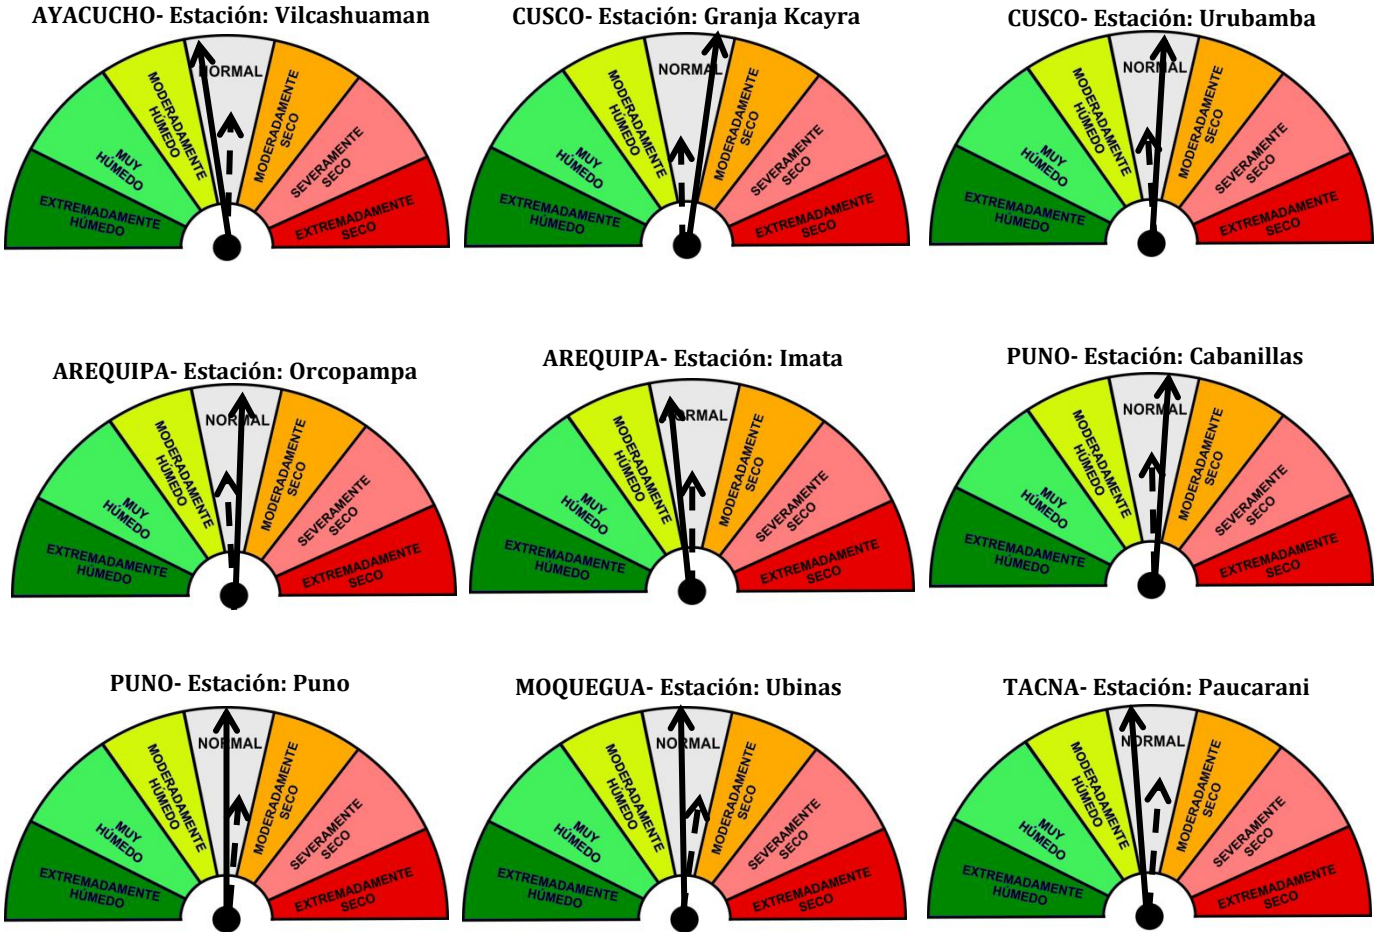 AYACUCHO- Estación: Vilcashuaman
EXTREMADAMENTE
HÚMEDO
MUY
HÚMEDO
MODERADAMENTE
HÚMEDO
NORMAL
MODERADAMENTE
SECO
SEVERAMENTE
SECO
EXTREMADAMENTE
SECO
CUSCO- Estación: Granja Kcayra
EXTREMADAMENTE
HÚMEDO
MUY
HÚMEDO
MODERADAMENTE
HÚMEDO
NORMAL
MODERADAMENTE
SECO
SEVERAMENTE
SECO
EXTREMADAMENTE
SECO
CUSCO- Estación: Urubamba
EXTREMADAMENTE
HÚMEDO
MUY
HÚMEDO
MODERADAMENTE
HÚMEDO
NORMAL
MODERADAMENTE
SECO
SEVERAMENTE
SECO
EXTREMADAMENTE
SECO
AREQUIPA- Estación: Orcopampa
EXTREMADAMENTE
HÚMEDO
MUY
HÚMEDO
MODERADAMENTE
HÚMEDO
NORMAL
MODERADAMENTE
SECO
SEVERAMENTE
SECO
EXTREMADAMENTE
SECO
AREQUIPA- Estación: Imata
EXTREMADAMENTE
HÚMEDO
MUY
HÚMEDO
MODERADAMENTE
HÚMEDO
NORMAL
MODERADAMENTE
SECO
SEVERAMENTE
SECO
EXTREMADAMENTE
SECO
PUNO- Estación: Cabanillas
EXTREMADAMENTE
HÚMEDO
MUY
HÚMEDO
MODERADAMENTE
HÚMEDO
NORMAL
MODERADAMENTE
SECO
SEVERAMENTE
SECO
EXTREMADAMENTE
SECO
PUNO- Estación: Puno
EXTREMADAMENTE
HÚMEDO
MUY
HÚMEDO
MODERADAMENTE
HÚMEDO
NORMAL
MODERADAMENTE
SECO
SEVERAMENTE
SECO
EXTREMADAMENTE
SECO
MOQUEGUA- Estación: Ubinas
EXTREMADAMENTE
HÚMEDO
MUY
HÚMEDO
MODERADAMENTE
HÚMEDO
NORMAL
MODERADAMENTE
SECO
SEVERAMENTE
SECO
EXTREMADAMENTE
SECO
TACNA- Estación: Paucarani
EXTREMADAMENTE
HÚMEDO
MUY
HÚMEDO
MODERADAMENTE
HÚMEDO
NORMAL
MODERADAMENTE
SECO
SEVERAMENTE
SECO
EXTREMADAMENTE
SECO